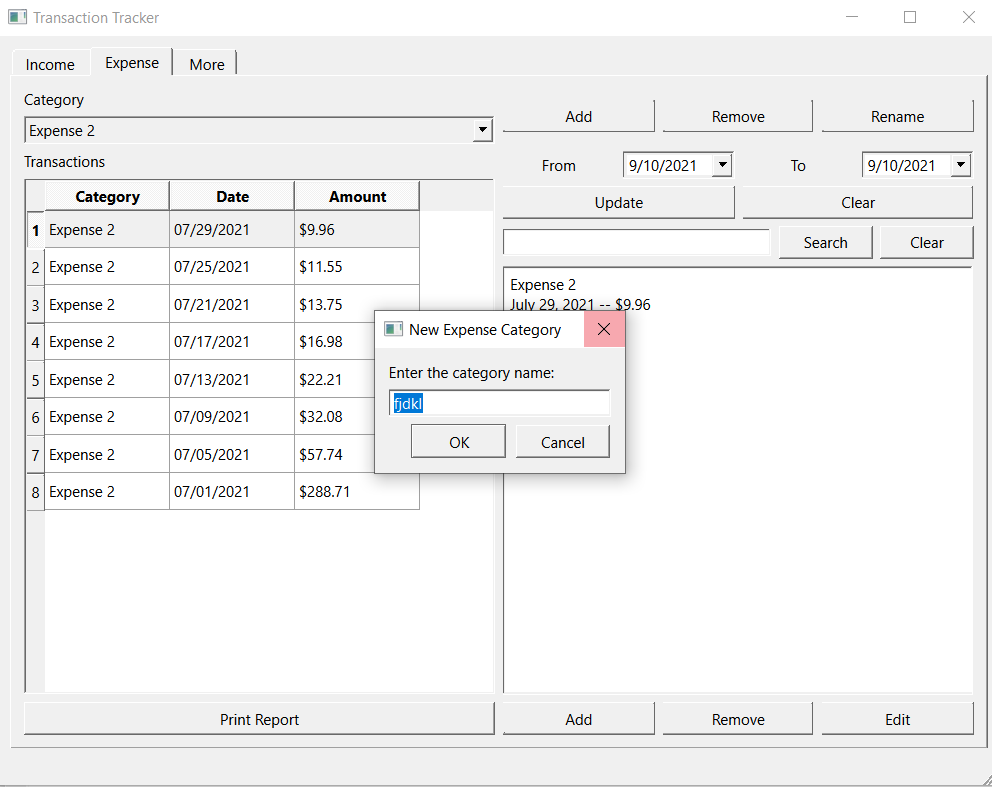 Transaction Tracker
Income Expense More
Category
Expense 2
Add Remove Rename
Transactions
From 9/10/2021 To 9/10/2021
Update Clear
Search Clear
Category Date Amount
1 Expense 2 07/29/2021 $9.96
2 Expense 2 07/25/2021 $11.55
3 Expense 2 07/21/2021 $13.75
4 Expense 2 07/17/2021 $16.98
5 Expense 2 07/13/2021 $22.21
6 Expense 2 07/09/2021 $32.08
7 Expense 2 07/05/2021 $57.74
8 Expense 2 07/01/2021 $288.71
Expense 2
July 29, 2021 -- $9.96
New Expense Category
Enter the category name:
fjdkl
OK Cancel
Print Report Add Remove Edit